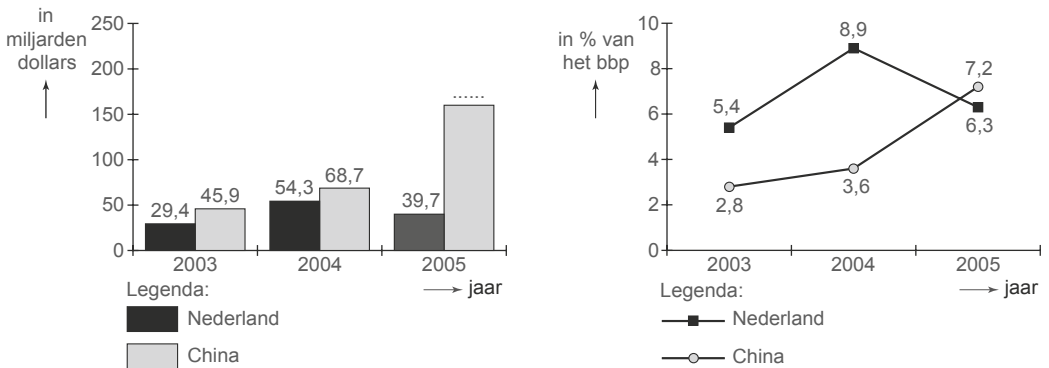 in
miljarden
dollars
250
200
150
100
50
0
29,4
45,9
54,3
68,7
39,7
......
2003
2004
2005
jaar
Legenda:
Nederland
China
in % van
het bbp
10
8
6
4
2
0
5,4
8,9
7,2
6,3
2,8
3,6
2003
2004
2005
jaar
Legenda:
Nederland
China